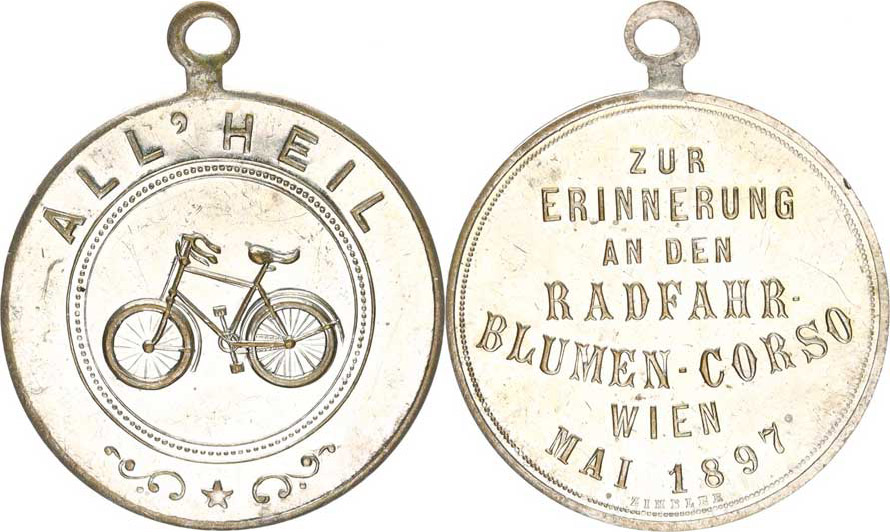 ALL' HEIL
ZUR
ERINNERUNG
AN DEN
RADFAHR-
BLUMEN-CORSO
WIEN
MAI 1897